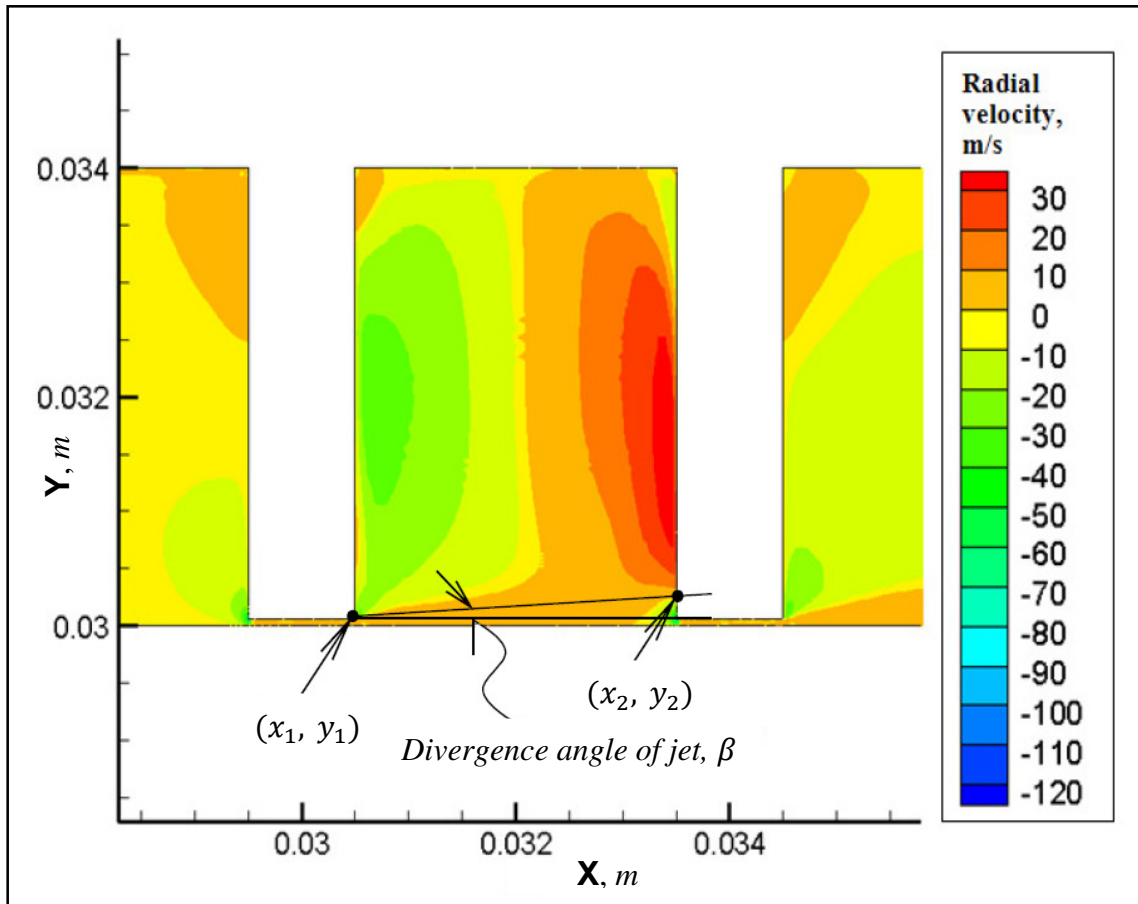 0.034
0.032
0.03
Y, m
(x₁, y₁)
(x₂, y₂)
Divergence angle of jet, β
0.03
0.032
0.034
X, m
Radial
velocity,
m/s
30
20
10
0
-10
-20
-30
-40
-50
-60
-70
-80
-90
-100
-110
-120